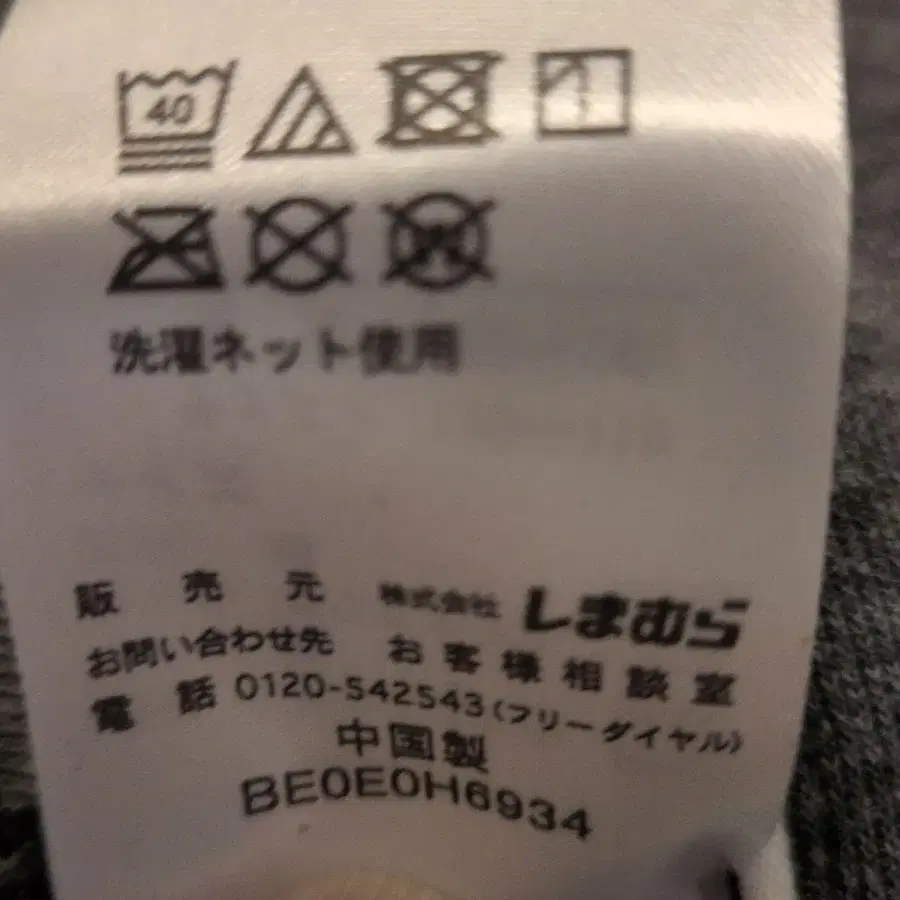 40
洗濯ネット使用
販売元 株式会社 しまむら
お問い合わせ先 お客様相談室
電話 0120-542543(フリーダイヤル)
中国製
BE0E0H6934